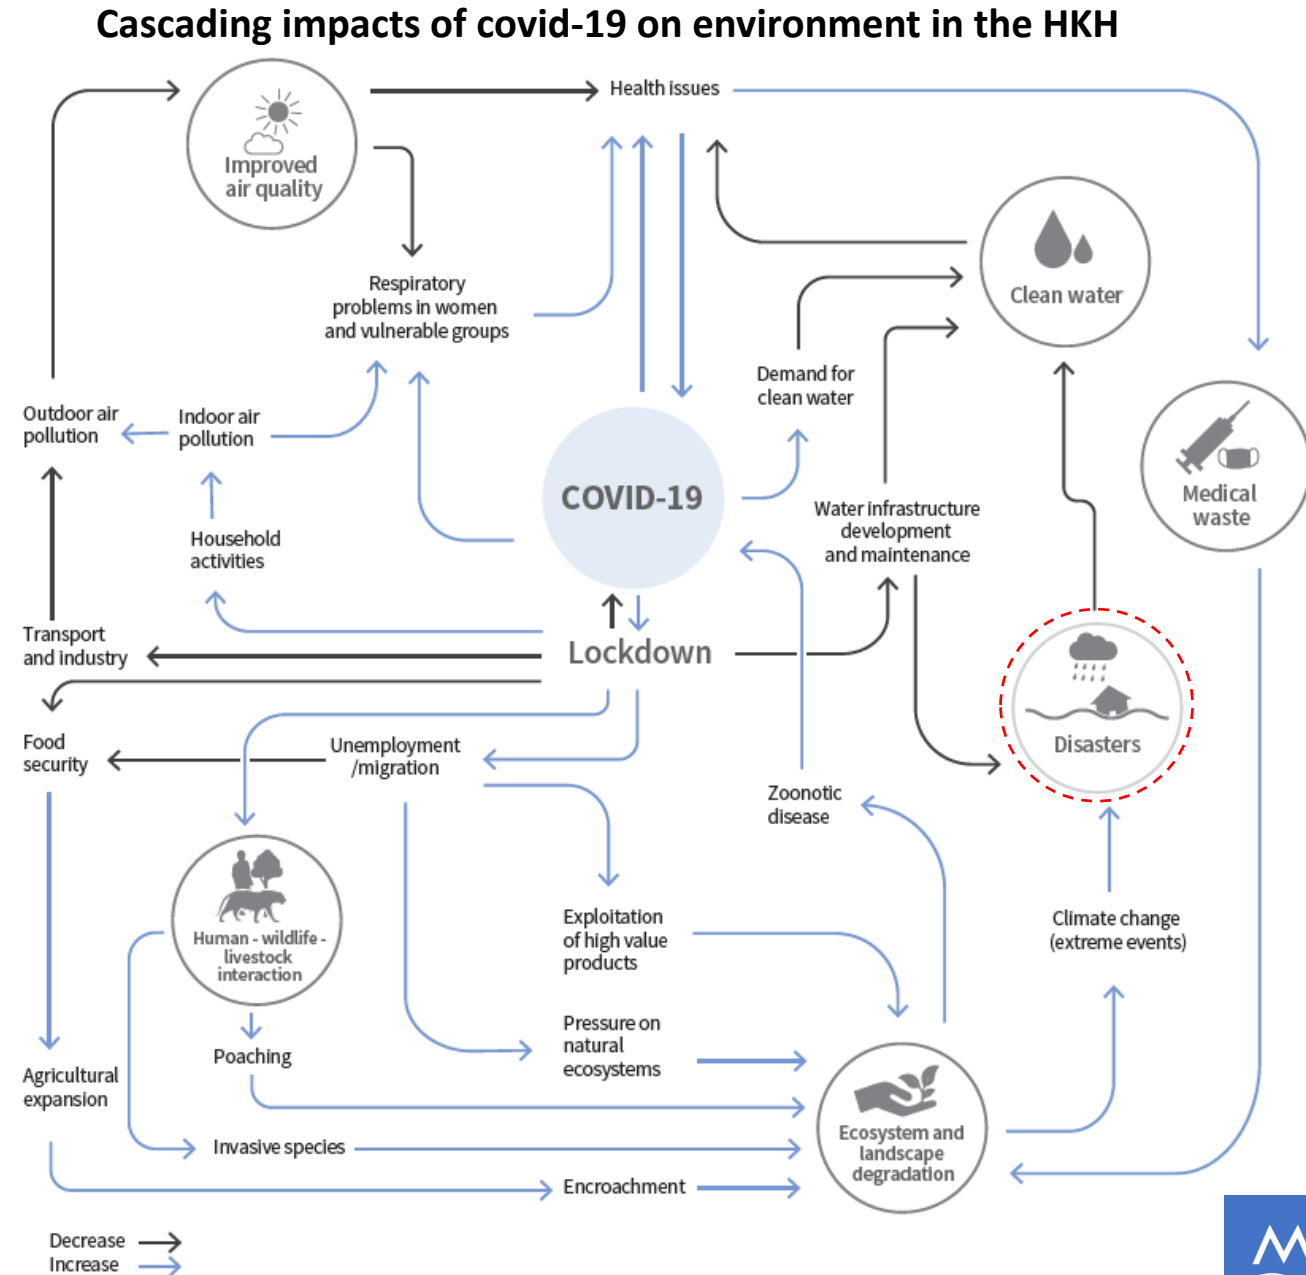 Cascading impacts of covid-19 on environment in the HKH
Health issues
Improved
air quality
Clean water
Respiratory
problems in women
and vulnerable groups
Demand for
clean water
Outdoor air
pollution
Indoor air
pollution
Medical
waste
COVID-19
Water infrastructure
development
and maintenance
Household
activities
Transport
and industry
Lockdown
Disasters
Food
security
Unemployment
/migration
Zoonotic
disease
Human - wildlife -
livestock
interaction
Exploitation
of high value
products
Climate change
(extreme events)
Pressure on
natural
ecosystems
Poaching
Agricultural
expansion
Ecosystem and
landscape
degradation
Invasive species
Encroachment
Decrease
Increase